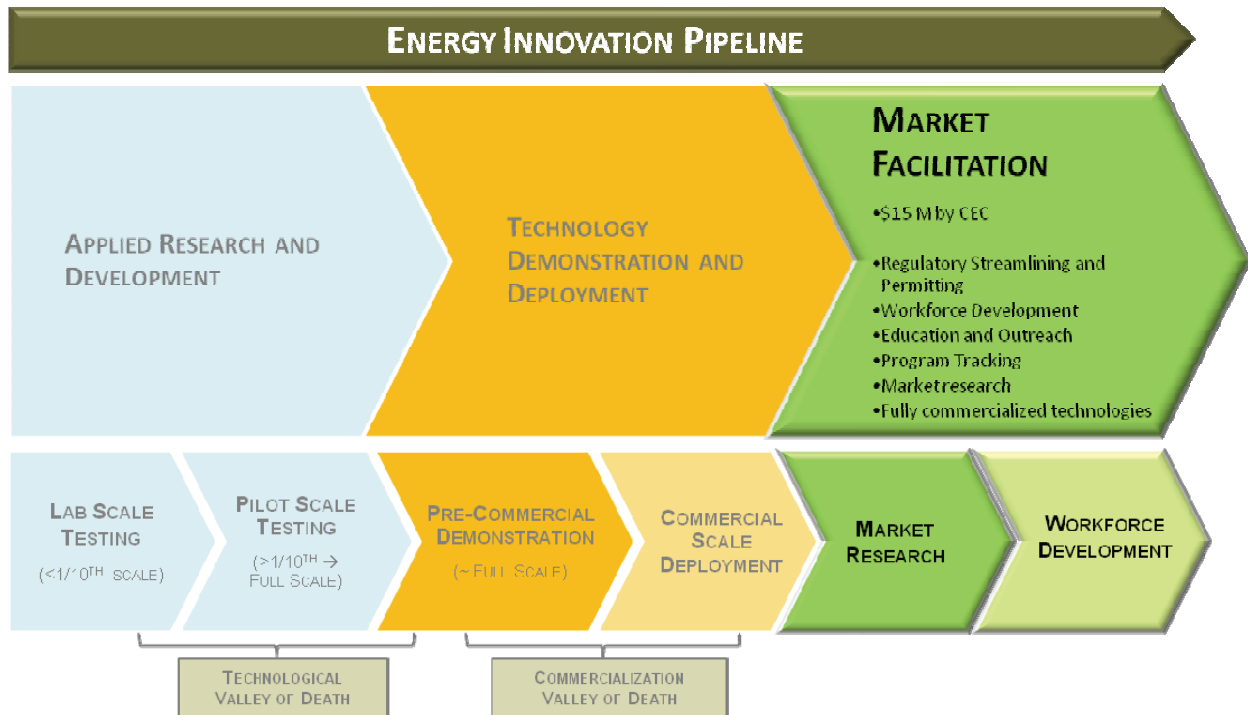 ENERGY INNOVATION PIPELINE
APPLIED RESEARCH AND
DEVELOPMENT
TECHNOLOGY
DEMONSTRATION AND
DEPLOYMENT
MARKET
FACILITATION
•$15 M by CEC
•Regulatory Streamlining and
Permitting
•Workforce Development
•Education and Outreach
•Program Tracking
•Market research
•Fully commercialized technologies
LAB SCALE
TESTING
(<1/10TH SCALE)
PILOT SCALE
TESTING
(>1/10TH →
FULL SCALE)
PRE-COMMERCIAL
DEMONSTRATION
(~ FULL SCALE)
COMMERCIAL
SCALE
DEPLOYMENT
MARKET
RESEARCH
WORKFORCE
DEVELOPMENT
TECHNOLOGICAL
VALLEY OF DEATH
COMMERCIALIZATION
VALLEY OF DEATH